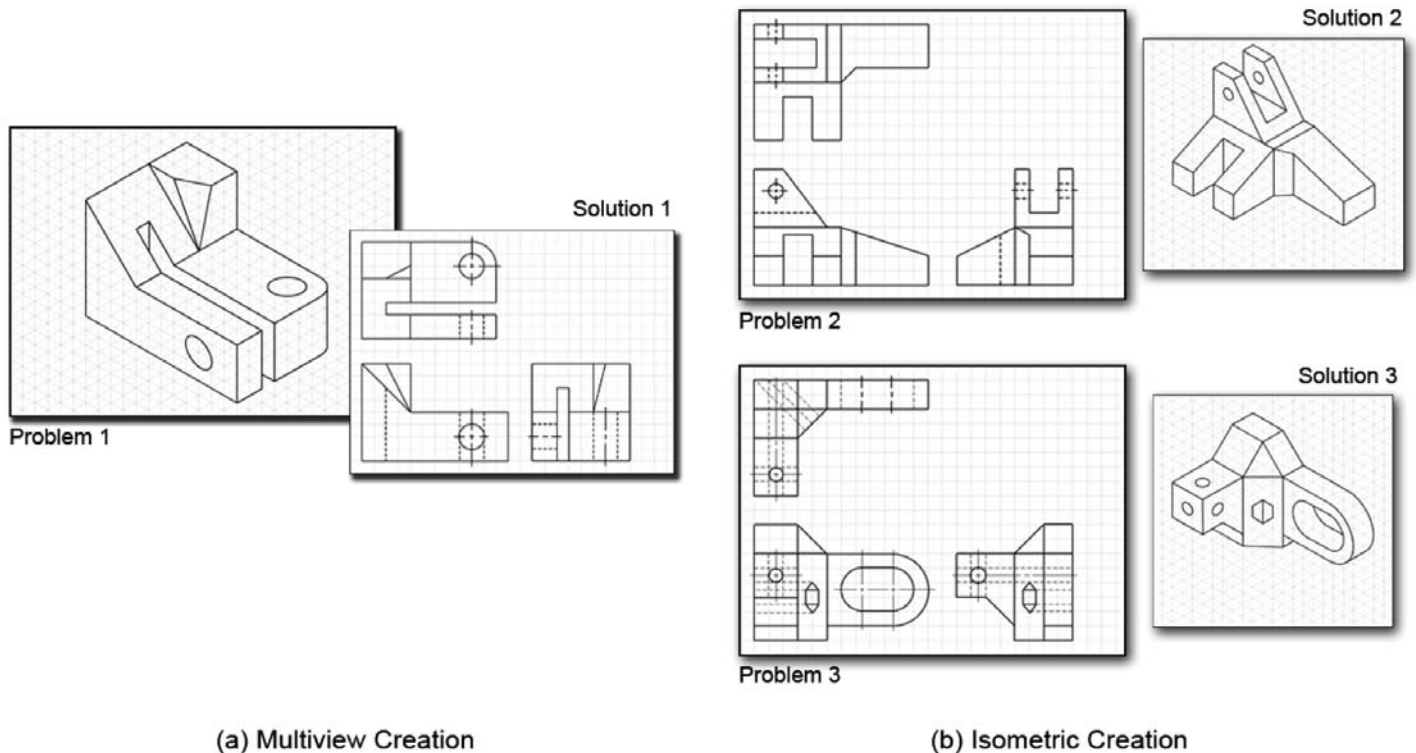 Problem 1
Solution 1
Solution 2
Problem 2
Solution 3
Problem 3
(a) Multiview Creation
(b) Isometric Creation